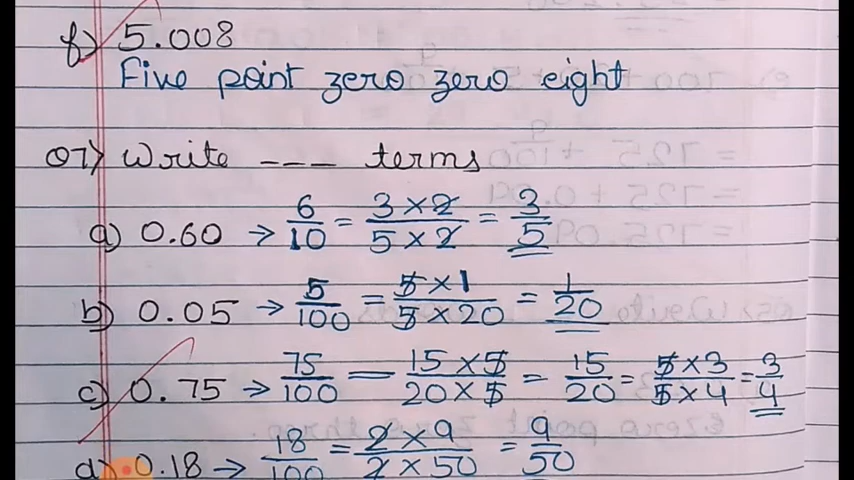 f) 5.008
Five point zero zero eight
Q7) Write --- terms
a) 0.60 → 6/10 = 3 × 2/5 × 2 = 3/5
b) 0.05 → 5/100 = 5 × 1/5 × 20 = 1/20
c) 0.75 → 75/100 = 15 × 5/20 × 5 = 15/20 = 5 × 3/5 × 4 = 3/4
d) 0.18 → 18/100 = 2 × 9/2 × 50 = 9/50